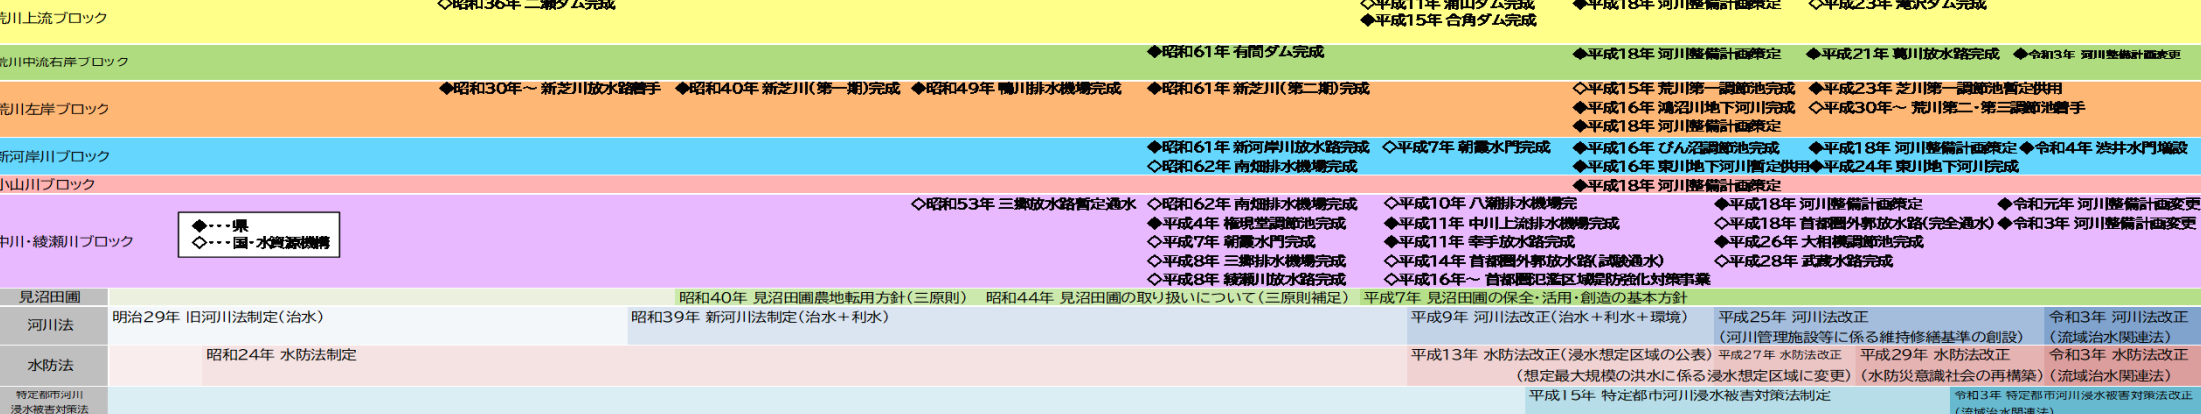 荒川上流ブロック
◇昭和36年 二瀬ダム完成
◇平成11年 浦山ダム完成
◆平成18年 河川整備計画策定
◇平成23年 滝沢ダム完成
◆平成15年 合角ダム完成
荒川中流右岸ブロック
◆昭和61年 有間ダム完成
◆平成18年 河川整備計画策定
◆平成21年 葛川放水路完成
◆令和3年 河川整備計画変更
荒川左岸ブロック
◆昭和30年～ 新芝川放水路着手
◆昭和40年 新芝川(第一期)完成
◆昭和49年 鴨川排水機場完成
◆昭和61年 新芝川(第二期)完成
◇平成15年 荒川第一調節池完成
◆平成23年 芝川第一調節池暫定供用
◆平成16年 鴻沼川地下河川完成
◇平成30年～ 荒川第二・第三調節池着手
◆平成18年 河川整備計画策定
新河岸川ブロック
◆昭和61年 新河岸川放水路完成
◇平成7年 朝霞水門完成
◆平成16年 びん沼調節池完成
◆平成18年 河川整備計画策定
◆令和4年 渋井水門増設
◇昭和62年 南畑排水機場完成
◆平成16年 東川地下河川暫定供用
◆平成24年 東川地下河川完成
小山川ブロック
◆平成18年 河川整備計画策定
中川・綾瀬川ブロック
◆・・・県
◇・・・国・水資源機構
◇昭和53年 三郷放水路暫定通水
◇昭和62年 南畑排水機場完成
◇平成10年 八潮排水機場完
◆平成18年 河川整備計画策定
◆令和元年 河川整備計画変更
◆平成4年 権現堂調節池完成
◆平成11年 中川上流排水機場完成
◇平成18年 首都圏外郭放水路(完全通水)
◆令和3年 河川整備計画変更
◇平成7年 朝霞水門完成
◆平成11年 幸手放水路完成
◆平成26年 大相模調節池完成
◇平成8年 三郷排水機場完成
◇平成14年 首都圏外郭放水路(試験通水)
◇平成28年 武蔵水路完成
◇平成8年 綾瀬川放水路完成
◇平成16年～ 首都圏氾濫区域堤防強化対策事業
見沼田圃
昭和40年 見沼田圃農地転用方針(三原則)
昭和44年 見沼田圃の取り扱いについて(三原則補足)
平成7年 見沼田圃の保全・活用・創造の基本方針
河川法
明治29年 旧河川法制定(治水)
昭和39年 新河川法制定(治水＋利水)
平成9年 河川法改正(治水＋利水＋環境)
平成25年 河川法改正
(河川管理施設等に係る維持修繕基準の創設)
令和3年 河川法改正
(流域治水関連法)
水防法
昭和24年 水防法制定
平成13年 水防法改正(浸水想定区域の公表)
平成27年 水防法改正
(想定最大規模の洪水に係る浸水想定区域に変更)
平成29年 水防法改正
(水防災意識社会の再構築)
令和3年 水防法改正
(流域治水関連法)
特定都市河川
浸水被害対策法
平成15年 特定都市河川浸水被害対策法制定
令和3年 特定都市河川浸水被害対策法改正
(流域治水関連法)